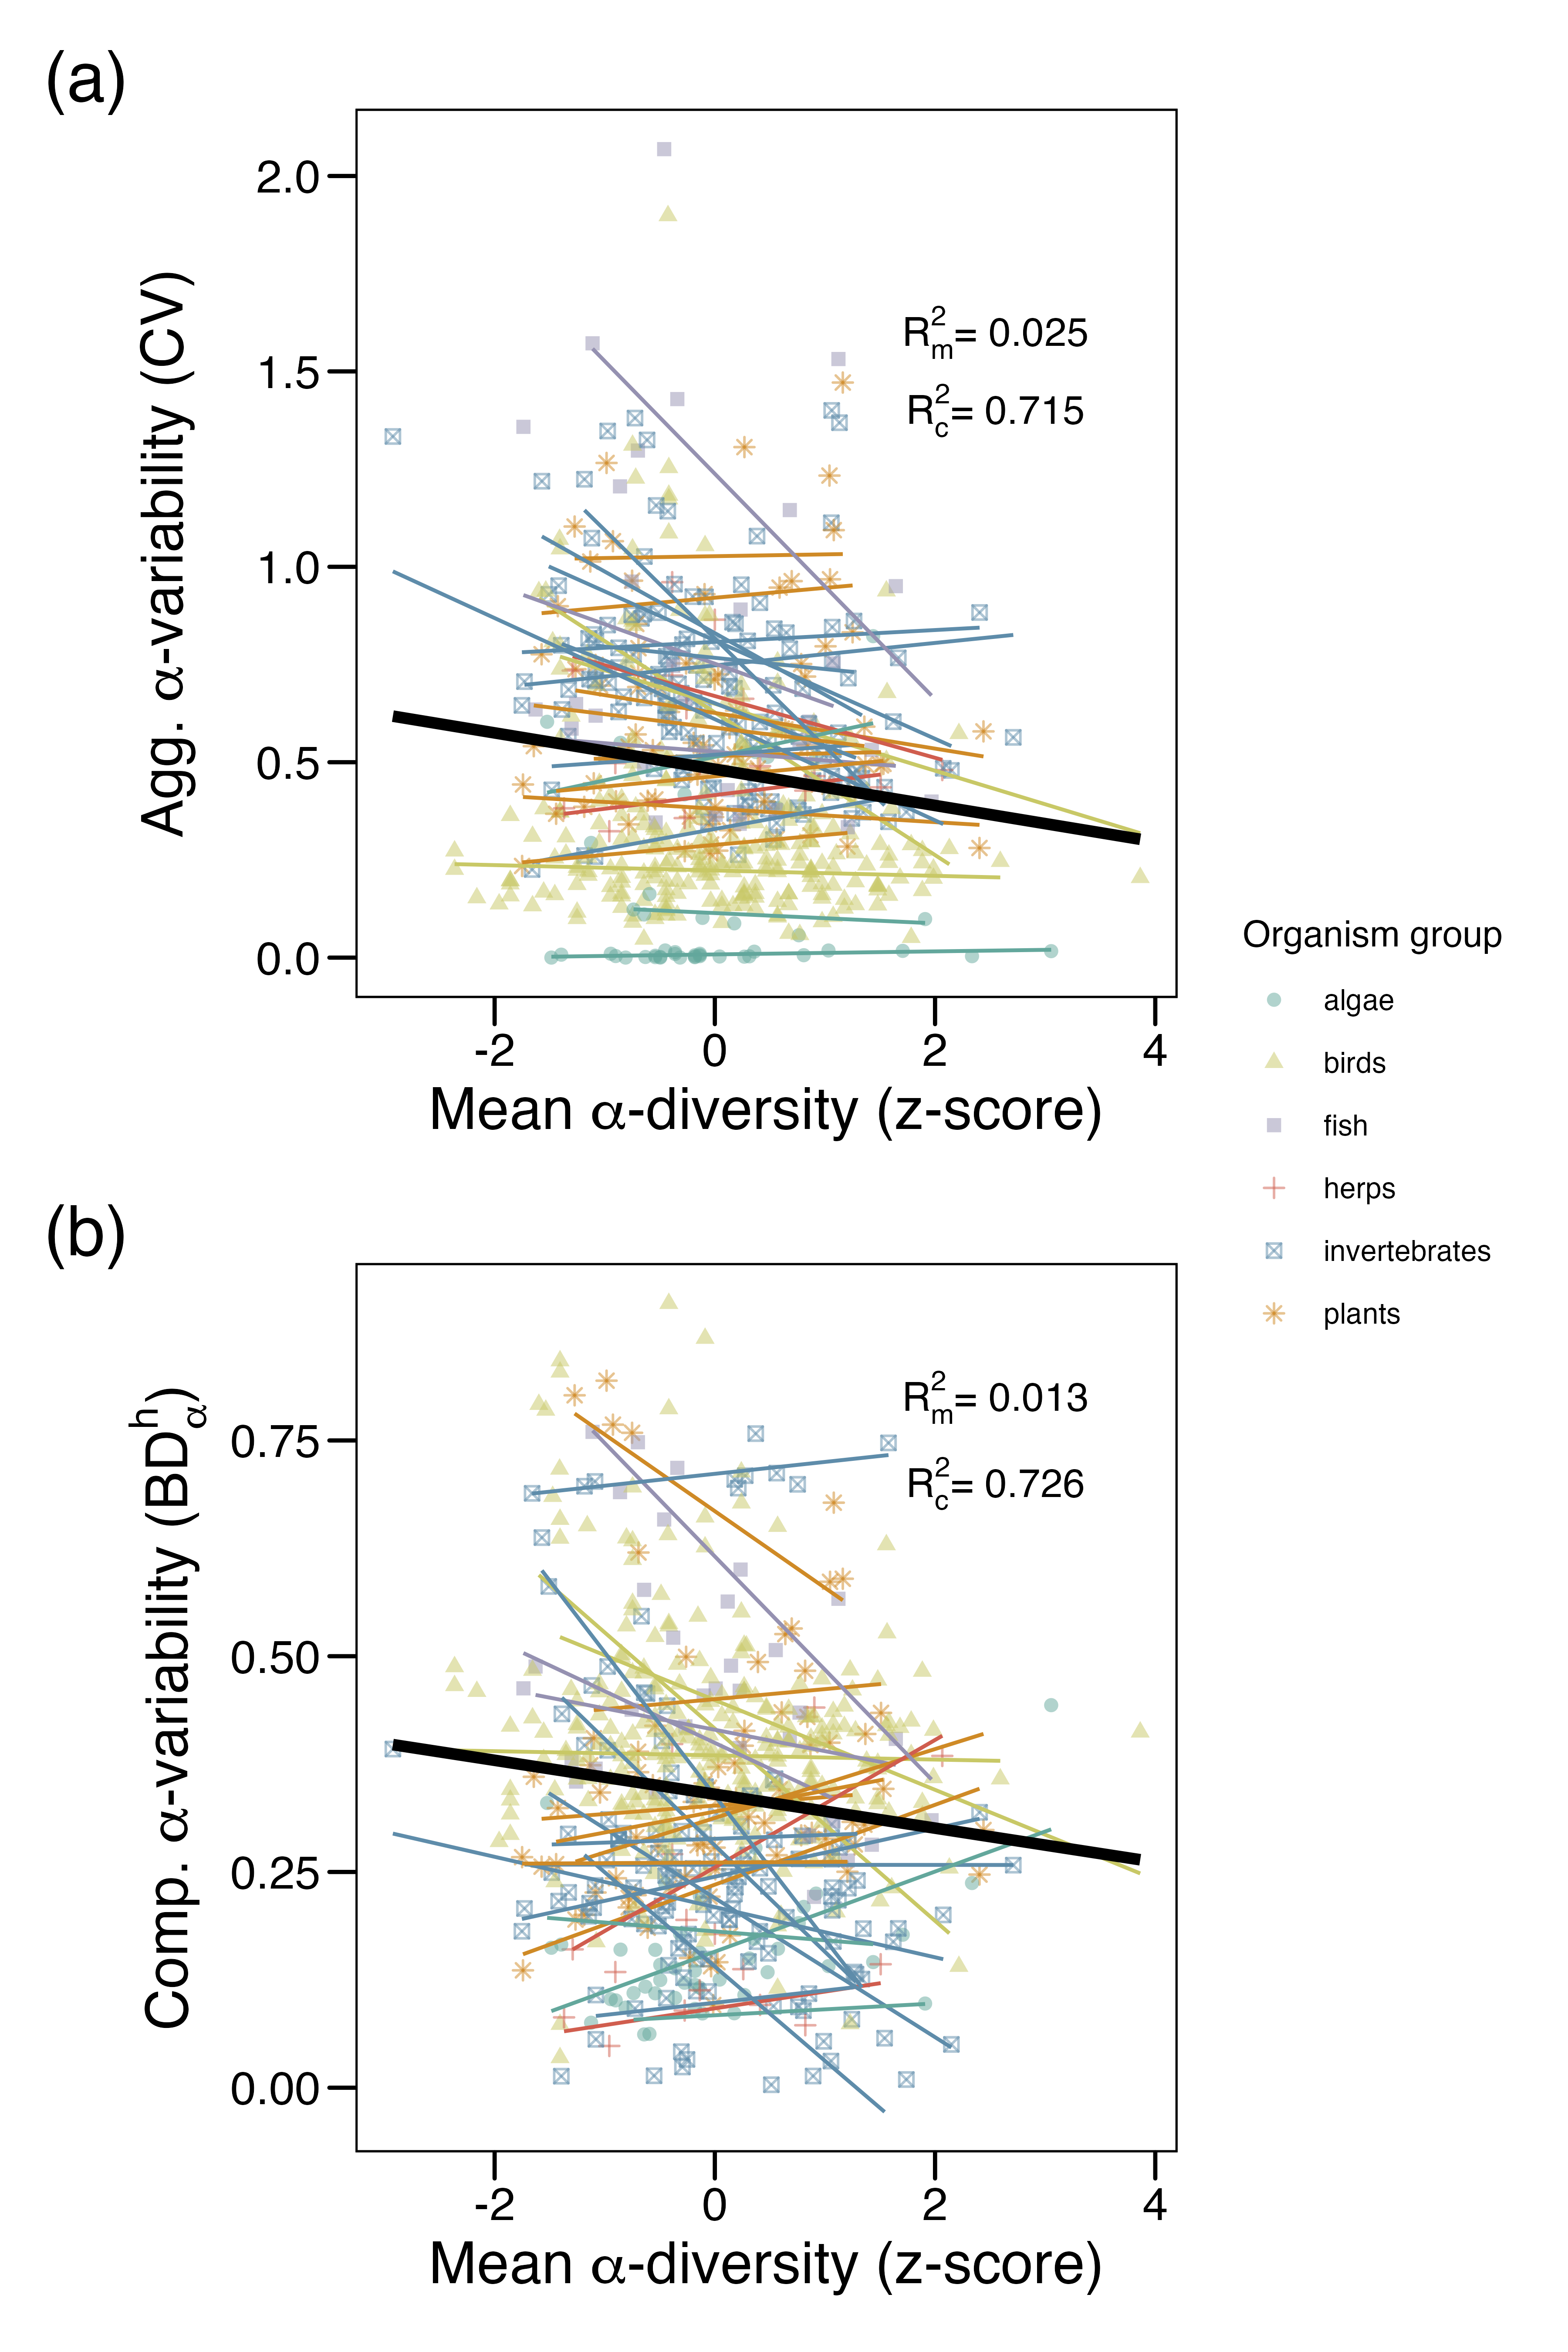 (a)
2.0
1.5
1.0
0.5
0.0
Agg. α-variability (CV)
R²m = 0.025
R²c = 0.715
-2 0 2 4
Mean α-diversity (z-score)
Organism group
algae
birds
fish
herps
invertebrates
plants
(b)
0.75
0.50
0.25
0.00
Comp. α-variability (BDhα)
R²m = 0.013
R²c = 0.726
-2 0 2 4
Mean α-diversity (z-score)